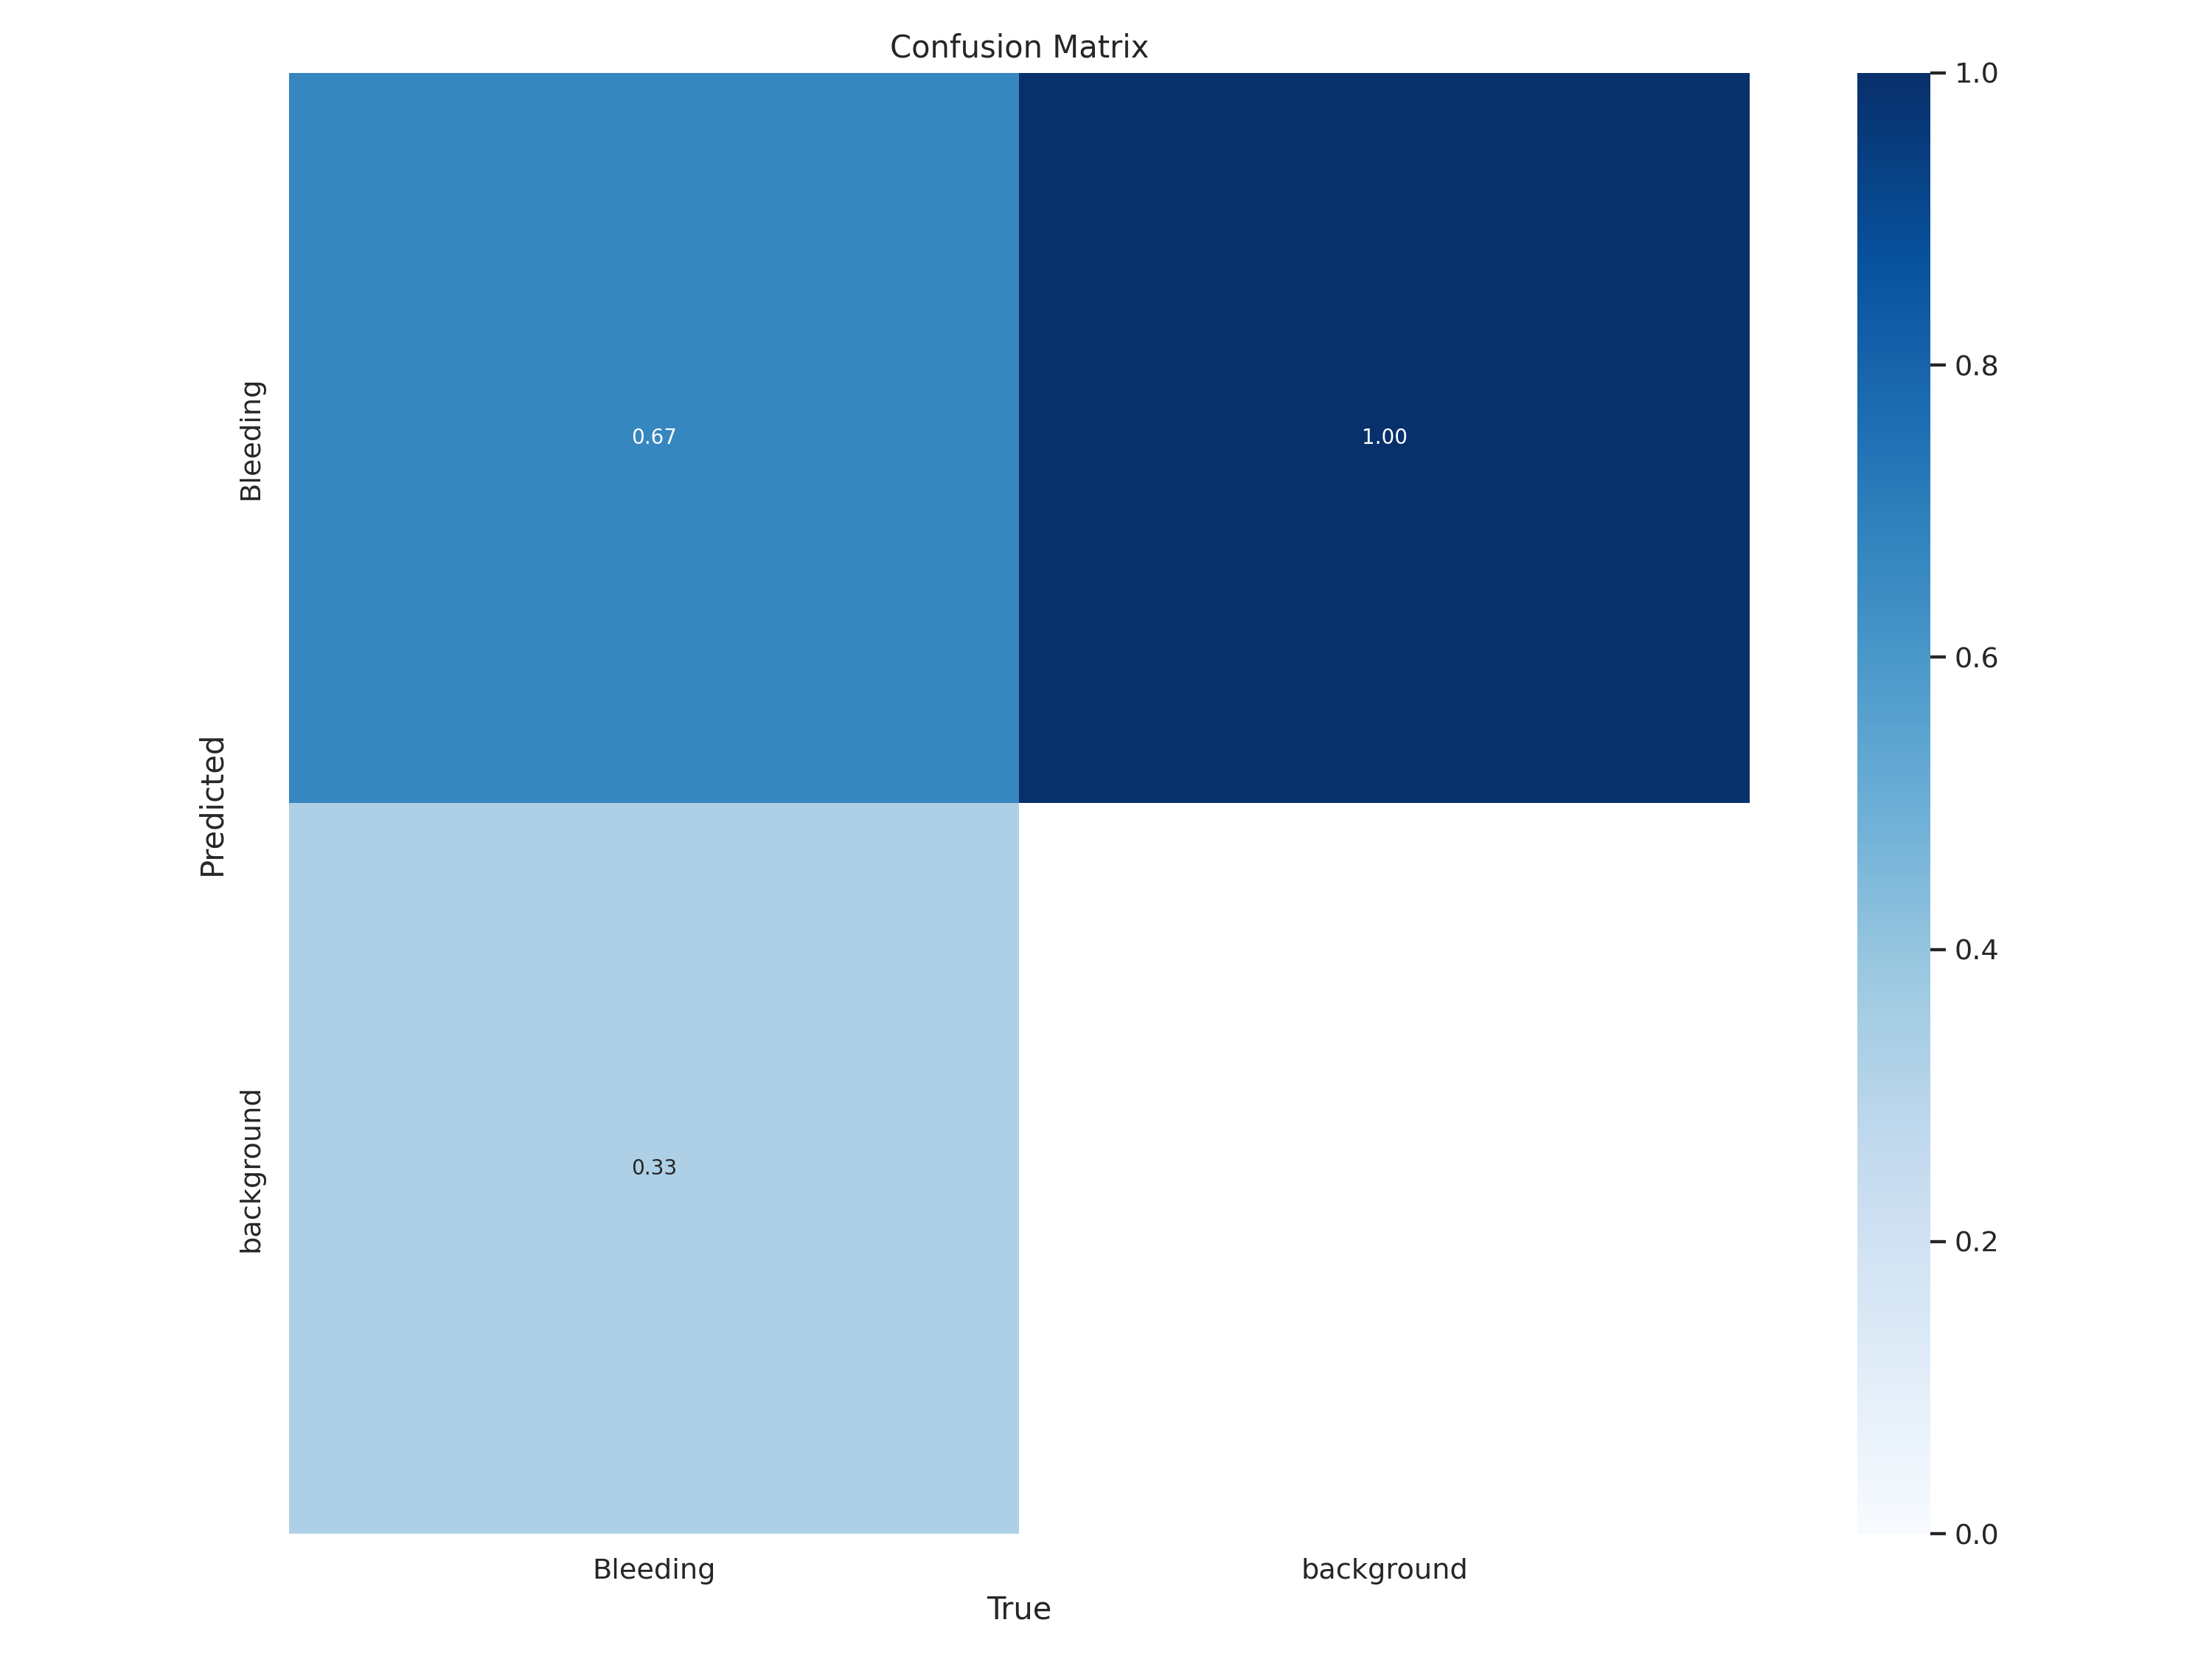 Confusion Matrix
1.0
0.8
0.6
0.4
0.2
0.0
Predicted
Bleeding
background
0.67
1.00
0.33
Bleeding
background
True